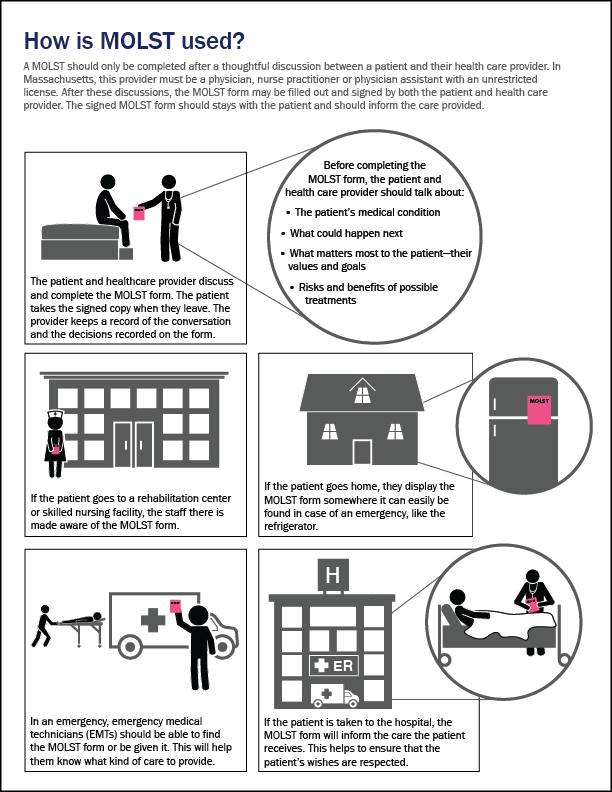 How is MOLST used?
A MOLST should only be completed after a thoughtful discussion between a patient and their health care provider. In
Massachusetts, this provider must be a physician, nurse practitioner or physician assistant with an unrestricted
license. After these discussions, the MOLST form may be filled out and signed by both the patient and health care
provider. The signed MOLST form should stays with the patient and should inform the care provided.
Before completing the
MOLST form, the patient and
health care provider should talk about:
• The patient's medical condition
• What could happen next
• What matters most to the patient—their
values and goals
• Risks and benefits of possible
treatments
The patient and healthcare provider discuss
and complete the MOLST form. The patient
takes the signed copy when they leave. The
provider keeps a record of the conversation
and the decisions recorded on the form.
If the patient goes to a rehabilitation center
or skilled nursing facility, the staff there is
made aware of the MOLST form.
MOLST
If the patient goes home, they display the
MOLST form somewhere it can easily be
found in case of an emergency, like the
refrigerator.
In an emergency, emergency medical
technicians (EMTs) should be able to find
the MOLST form or be given it. This will help
them know what kind of care to provide.
H
ER
If the patient is taken to the hospital, the
MOLST form will inform the care the patient
receives. This helps to ensure that the
patient's wishes are respected.